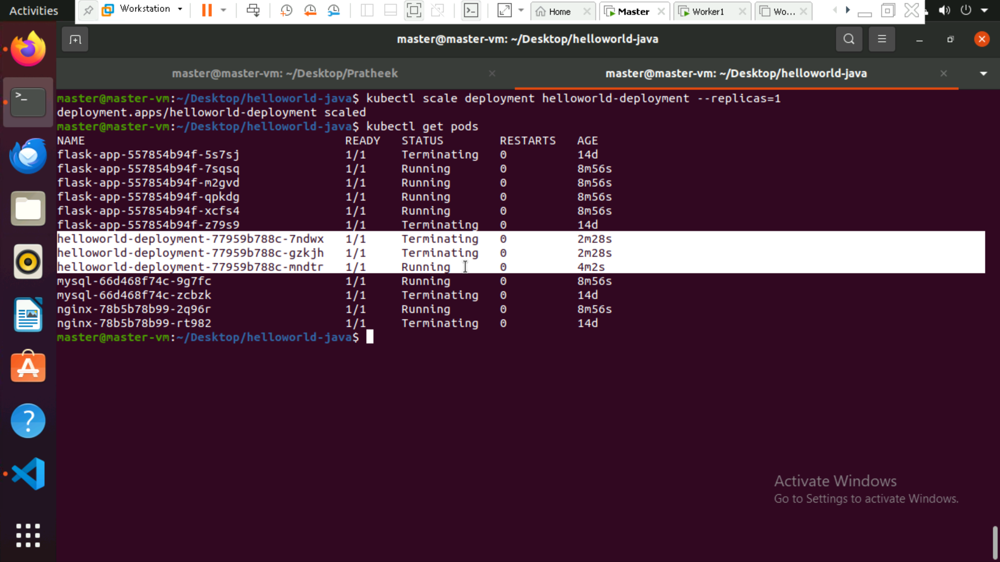 Activities
Workstation
Home
Master
Worker1
Wo...
master@master-vm: ~/Desktop/helloworld-java
master@master-vm: ~/Desktop/Pratheek
master@master-vm: ~/Desktop/helloworld-java
master@master-vm:~/Desktop/helloworld-java$ kubectl scale deployment helloworld-deployment --replicas=1
deployment.apps/helloworld-deployment scaled
master@master-vm:~/Desktop/helloworld-java$ kubectl get pods
NAME READY STATUS RESTARTS AGE
flask-app-557854b94f-5s7sj 1/1 Terminating 0 14d
flask-app-557854b94f-7sqsq 1/1 Running 0 8m56s
flask-app-557854b94f-m2gvd 1/1 Running 0 8m56s
flask-app-557854b94f-qpkdg 1/1 Running 0 8m56s
flask-app-557854b94f-xcfs4 1/1 Running 0 8m56s
flask-app-557854b94f-z79s9 1/1 Terminating 0 14d
helloworld-deployment-77959b788c-7ndwx 1/1 Terminating 0 2m28s
helloworld-deployment-77959b788c-gzkjh 1/1 Terminating 0 2m28s
helloworld-deployment-77959b788c-mndtr 1/1 Running 0 4m2s
mysql-66d468f74c-9g7fc 1/1 Running 0 8m56s
mysql-66d468f74c-zcbzk 1/1 Terminating 0 14d
nginx-78b5b78b99-2q96r 1/1 Running 0 8m56s
nginx-78b5b78b99-rt982 1/1 Terminating 0 14d
master@master-vm:~/Desktop/helloworld-java$
Activate Windows
Go to Settings to activate Windows.